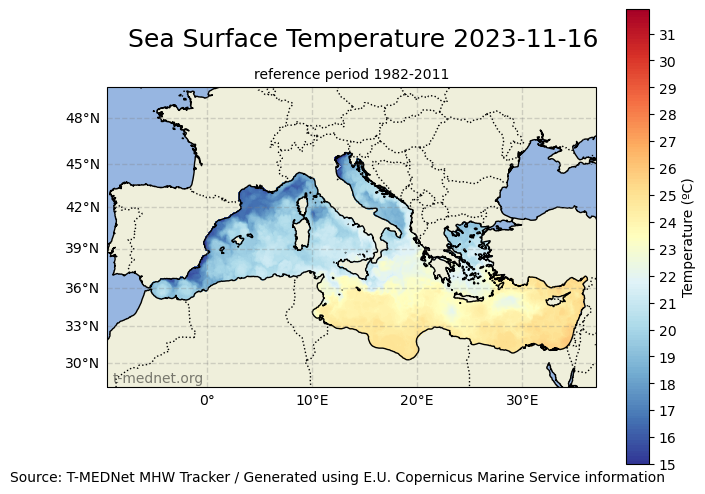 Sea Surface Temperature 2023-11-16
reference period 1982-2011
48°N
45°N
42°N
39°N
36°N
33°N
30°N
0°
10°E
20°E
30°E
t-mednet.org
31
30
29
28
27
26
25
24
23
22
21
20
19
18
17
16
15
Temperature (ºC)
Source: T-MEDNet MHW Tracker / Generated using E.U. Copernicus Marine Service information